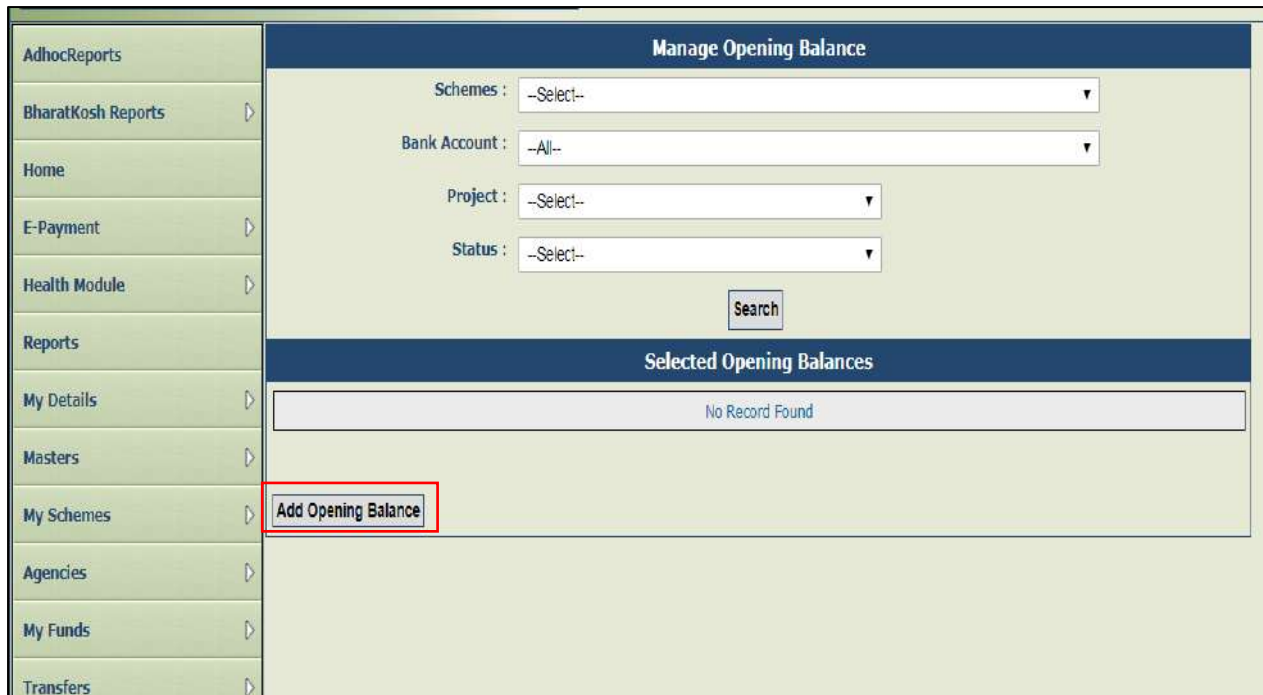 AdhocReports
BharatKosh Reports
Home
E-Payment
Health Module
Reports
My Details
Masters
My Schemes
Agencies
My Funds
Transfers
Manage Opening Balance
Schemes : --Select--
Bank Account : --All--
Project : --Select--
Status : --Select--
Search
Selected Opening Balances
No Record Found
Add Opening Balance